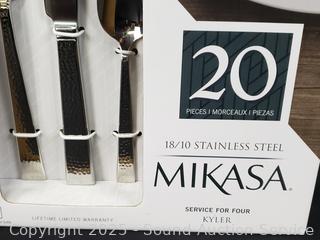 20
PIECES | MORCEAUX | PIEZAS
18/10 STAINLESS STEEL
MIKASA®
SERVICE FOR FOUR
KYLER
LIFETIME LIMITED WARRANTY
Copyright 2023 - Sound Auction Service